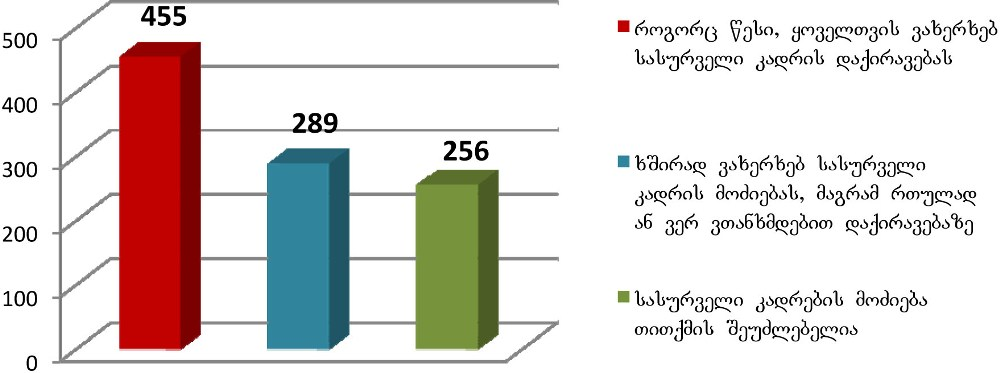 455
500
როგორც წესი, ყოველთვის ვახერხებ
სასურველი კადრის დაქირავებას
400
289
300
256
ხშირად ვახერხებ სასურველი
კადრის მოძიებას, მაგრამ რთულად
ან ვერ ვთანხმდებით დაქირავებაზე
200
100
სასურველი კადრების მოძიება
თითქმის შეუძლებელია
0